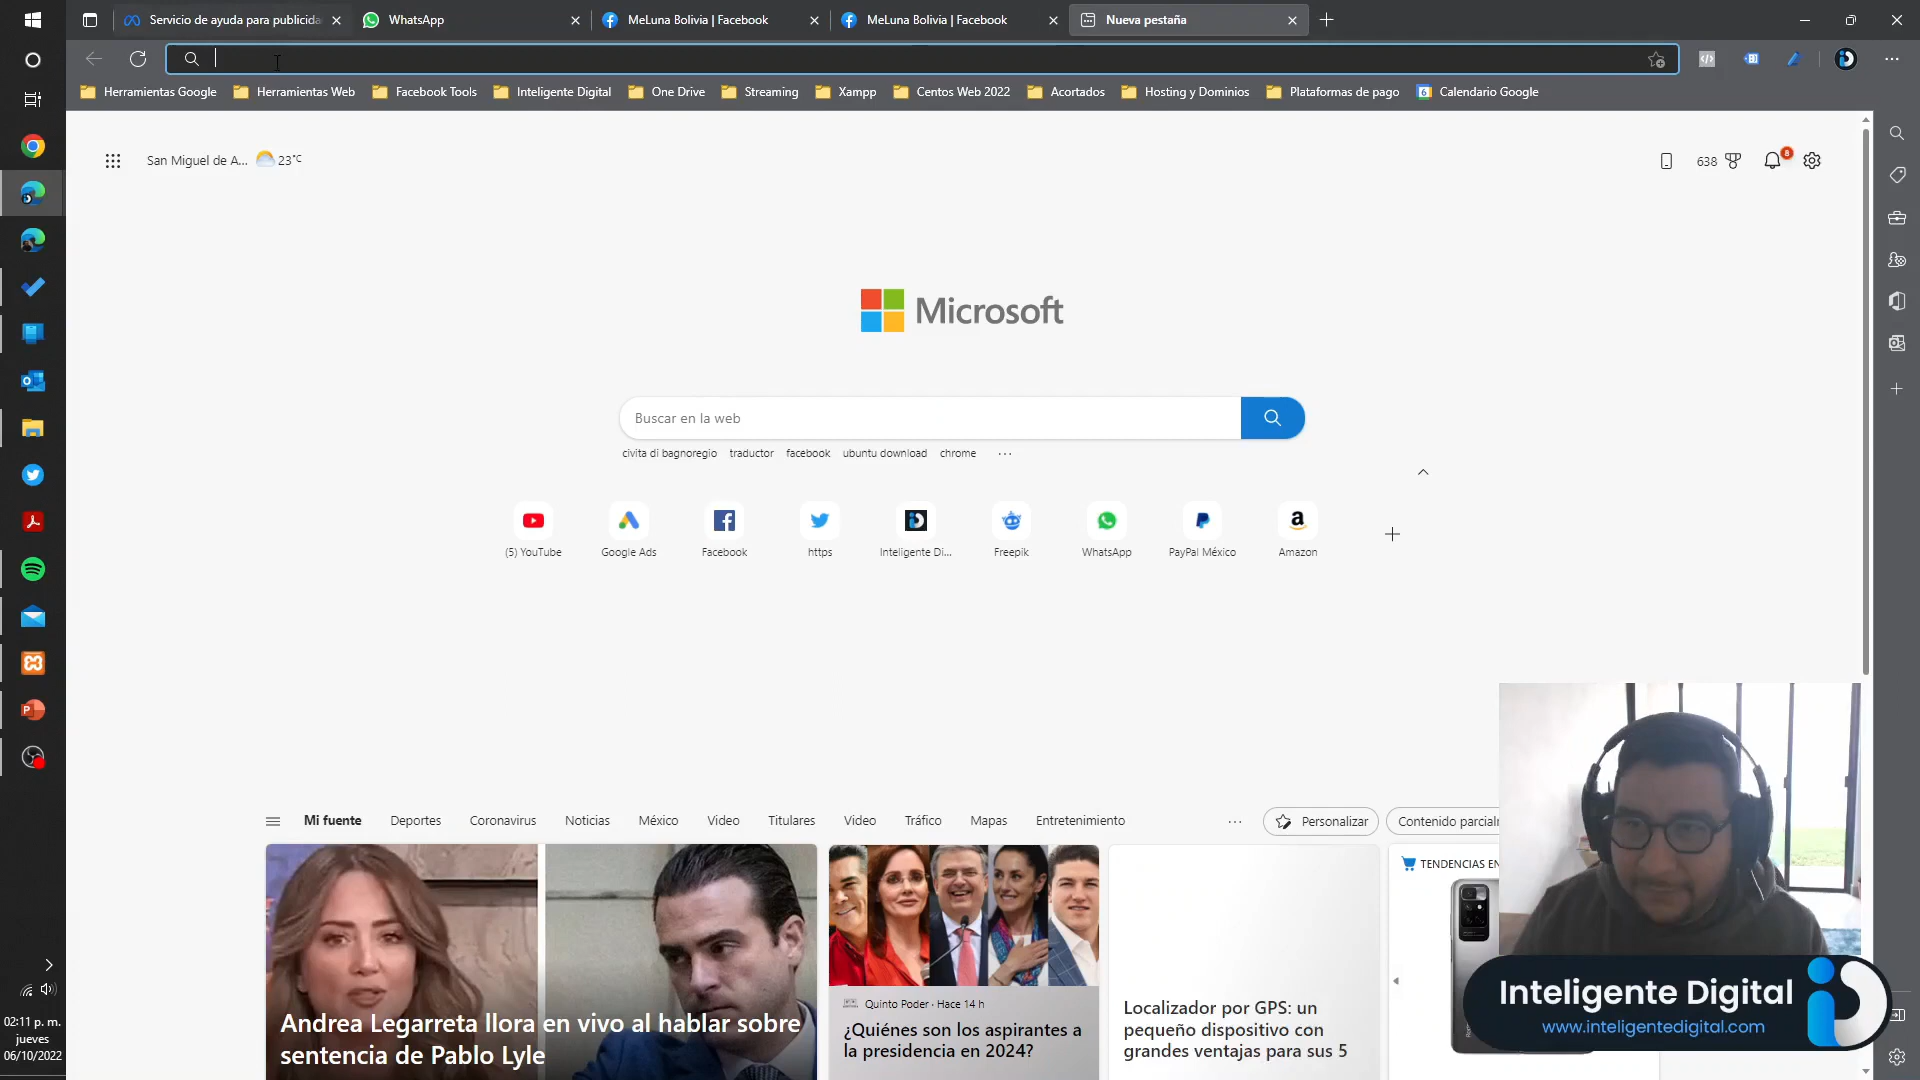 Servicio de ayuda para publicida
WhatsApp
MeLuna Bolivia | Facebook
MeLuna Bolivia | Facebook
Nueva pestaña
Herramientas Google
Herramientas Web
Facebook Tools
Inteligente Digital
One Drive
Streaming
Xampp
Centos Web 2022
Acortados
Hosting y Dominios
Plataformas de pago
6 Calendario Google
San Miguel de A...
23°C
638
8
Microsoft
Buscar en la web
civita di bagnoregio traductor facebook ubuntu download chrome ...
(5) YouTube
Google Ads
Facebook
https
Inteligente Di...
Freepik
WhatsApp
PayPal México
Amazon
Mi fuente
Deportes
Coronavirus
Noticias
México
Video
Titulares
Video
Tráfico
Mapas
Entretenimiento
...
Personalizar
Contenido parcialm
TENDENCIAS EN
Andrea Legarreta llora en vivo al hablar sobre
sentencia de Pablo Lyle
Quinto Poder · Hace 14 h
¿Quiénes son los aspirantes a
la presidencia en 2024?
Localizador por GPS: un
pequeño dispositivo con
grandes ventajas para sus 5
Inteligente Digital
www.inteligentedigital.com
02:11 p. m.
jueves
06/10/2022